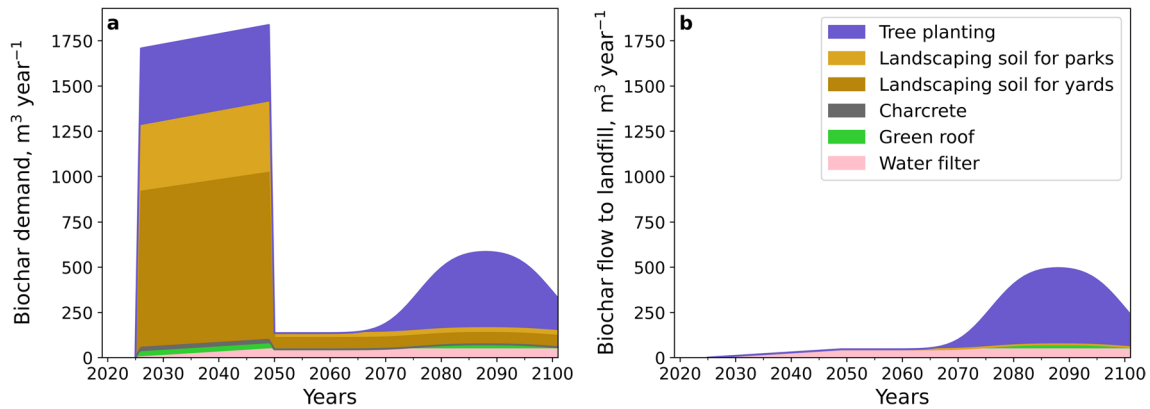 a
Biochar demand, m³ year⁻¹
1750
1500
1250
1000
750
500
250
0
2020 2030 2040 2050 2060 2070 2080 2090 2100
Years
b
Biochar flow to landfill, m³ year⁻¹
1750
1500
1250
1000
750
500
250
0
2020 2030 2040 2050 2060 2070 2080 2090 2100
Years
Tree planting
Landscaping soil for parks
Landscaping soil for yards
Charcrete
Green roof
Water filter